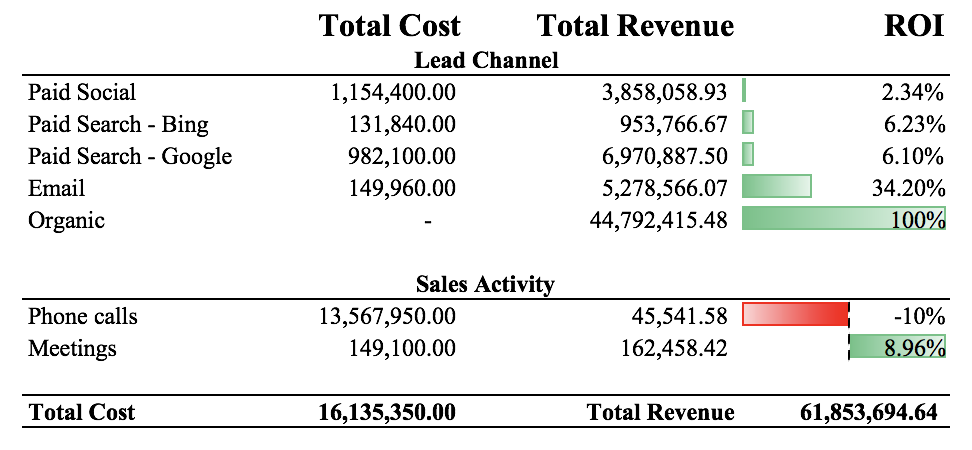 Total Cost Total Revenue ROI
Lead Channel
Paid Social 1,154,400.00 3,858,058.93 2.34%
Paid Search - Bing 131,840.00 953,766.67 6.23%
Paid Search - Google 982,100.00 6,970,887.50 6.10%
Email 149,960.00 5,278,566.07 34.20%
Organic - 44,792,415.48 100%
Sales Activity
Phone calls 13,567,950.00 45,541.58 -10%
Meetings 149,100.00 162,458.42 8.96%
Total Cost 16,135,350.00 Total Revenue 61,853,694.64